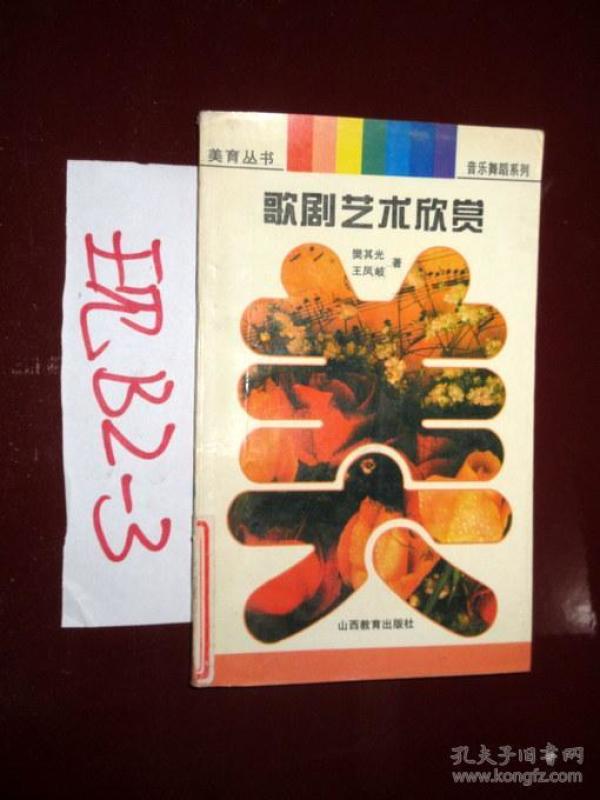 美育丛书
音乐舞蹈系列
歌剧艺术欣赏
樊其光
王凤岐 著
美
山西教育出版社
现B2-3
孔夫子旧书网
www.kongfz.com